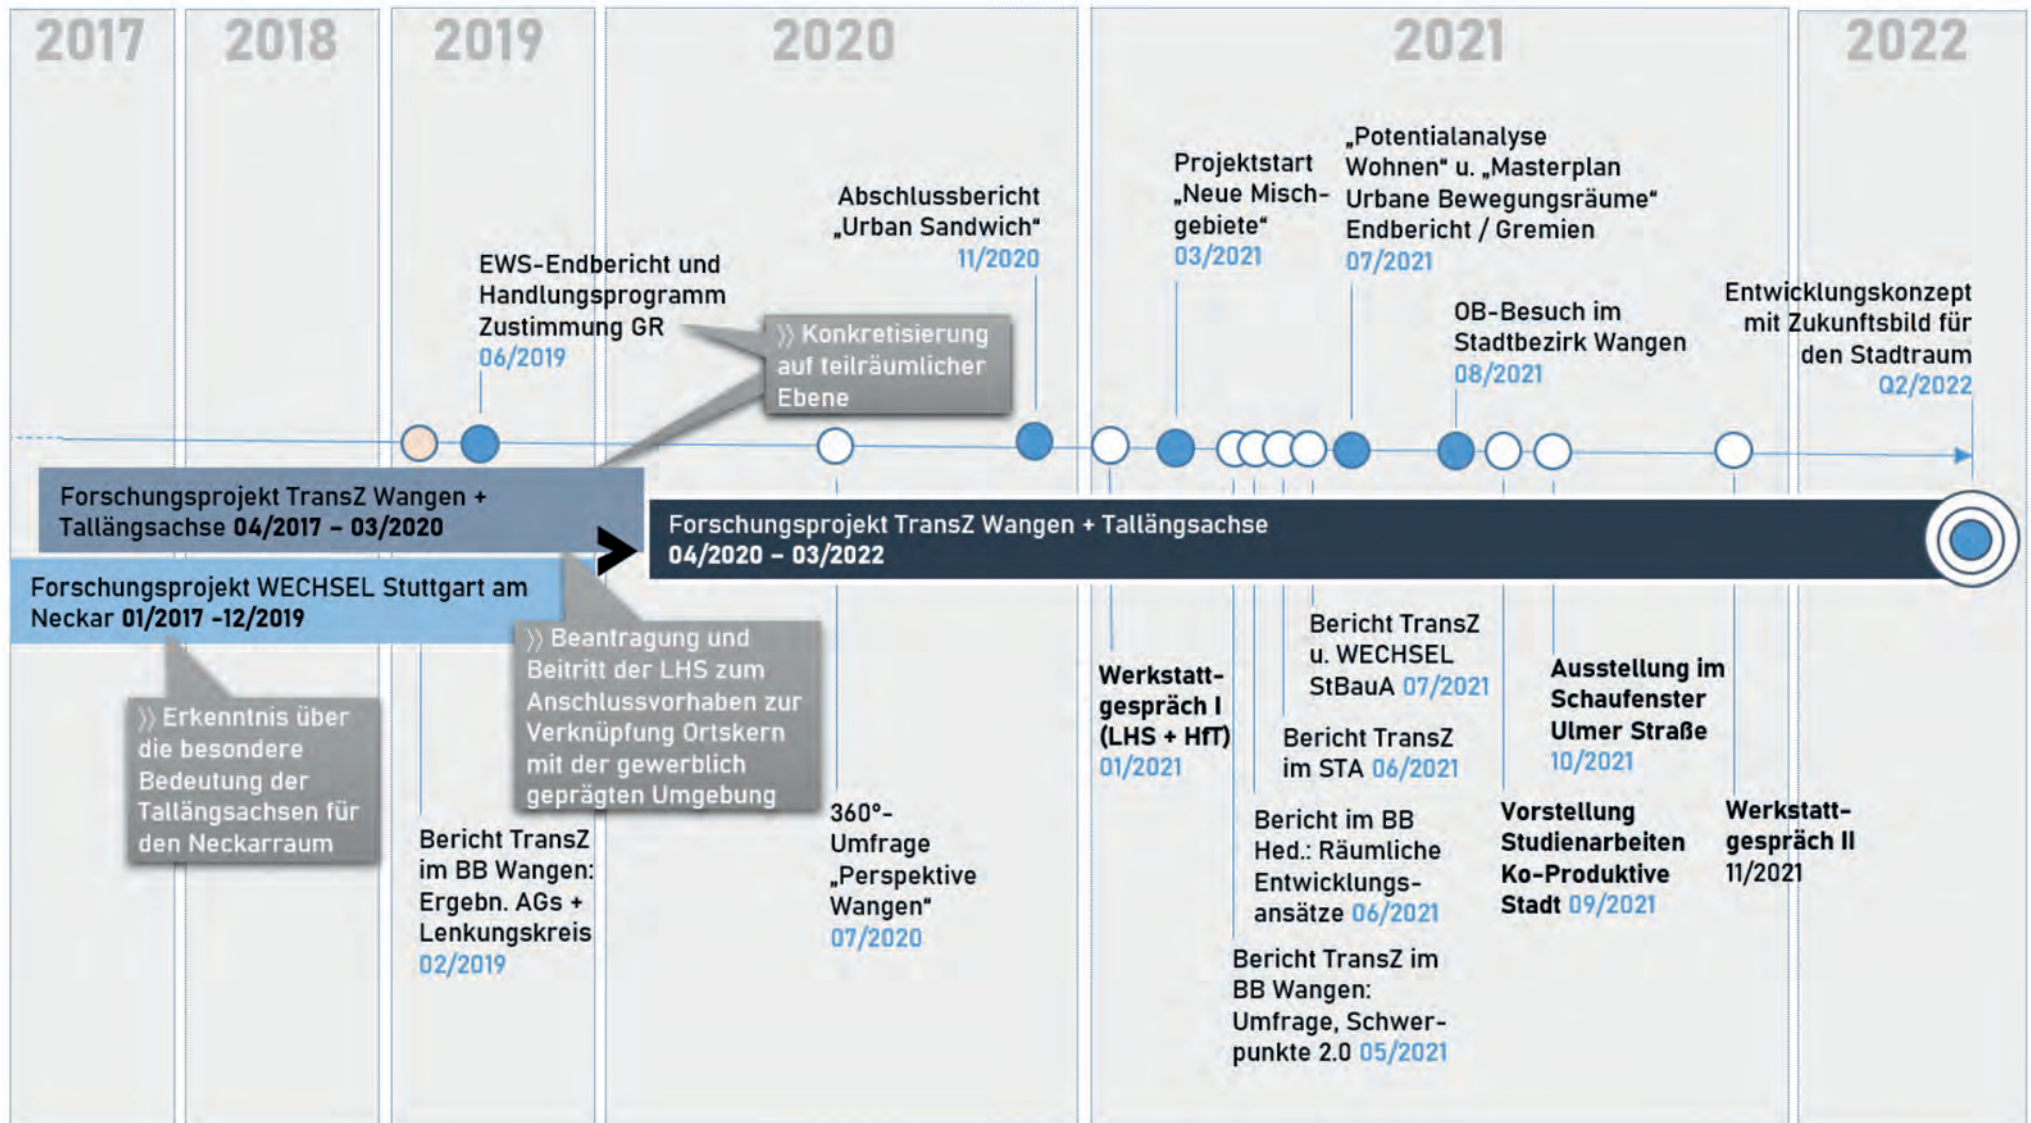 2017
2018
2019
2020
2021
2022
EWS-Endbericht und
Handlungsprogramm
Zustimmung GR
06/2019
Abschlussbericht
„Urban Sandwich“
11/2020
Projektstart
„Neue Misch-
gebiete“
03/2021
„Potentialanalyse
Wohnen“ u. „Masterplan
Urbane Bewegungsräume“
Endbericht / Gremien
07/2021
OB-Besuch im
Stadtbezirk Wangen
08/2021
Entwicklungskonzept
mit Zukunftsbild für
den Stadtraum
Q2/2022
⟩⟩ Konkretisierung
auf teilräumlicher
Ebene
Forschungsprojekt TransZ Wangen +
Tallängsachse 04/2017 – 03/2020
Forschungsprojekt TransZ Wangen + Tallängsachse
04/2020 – 03/2022
Forschungsprojekt WECHSEL Stuttgart am
Neckar 01/2017 -12/2019
⟩⟩ Erkenntnis über
die besondere
Bedeutung der
Tallängsachsen für
den Neckarraum
⟩⟩ Beantragung und
Beitritt der LHS zum
Anschlussvorhaben zur
Verknüpfung Ortskern
mit der gewerblich
geprägten Umgebung
Bericht TransZ
im BB Wangen:
Ergebn. AGs +
Lenkungskreis
02/2019
360°-
Umfrage
„Perspektive
Wangen“
07/2020
Werkstatt-
gespräch I
(LHS + HfT)
01/2021
Bericht TransZ im
BB Wangen:
Umfrage, Schwer-
punkte 2.0 05/2021
Bericht im BB
Hed.: Räumliche
Entwicklungs-
ansätze 06/2021
Bericht TransZ
im STA 06/2021
Bericht TransZ
u. WECHSEL
StBauA 07/2021
Vorstellung
Studienarbeiten
Ko-Produktive
Stadt 09/2021
Ausstellung im
Schaufenster
Ulmer Straße
10/2021
Werkstatt-
gespräch II
11/2021